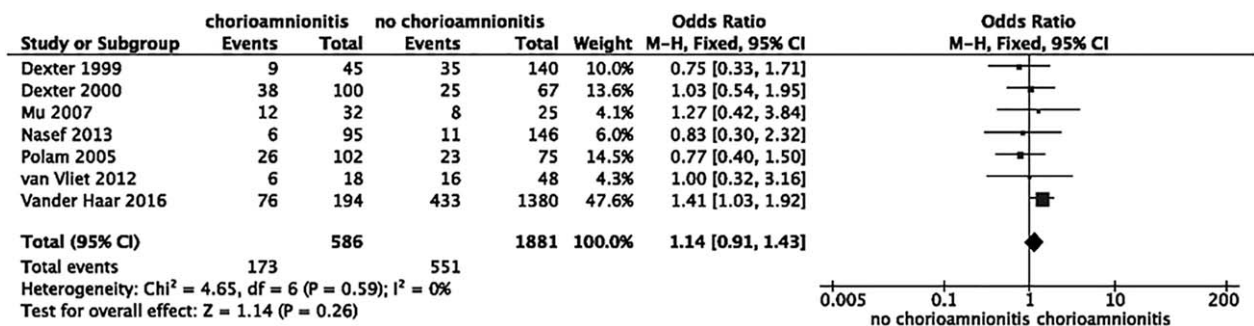 chorioamnionitis no chorioamnionitis Odds Ratio Odds Ratio
Study or Subgroup Events Total Events Total Weight M-H, Fixed, 95% CI M-H, Fixed, 95% CI
Dexter 1999 9 45 35 140 10.0% 0.75 [0.33, 1.71]
Dexter 2000 38 100 25 67 13.6% 1.03 [0.54, 1.95]
Mu 2007 12 32 8 25 4.1% 1.27 [0.42, 3.84]
Nasef 2013 6 95 11 146 6.0% 0.83 [0.30, 2.32]
Polam 2005 26 102 23 75 14.5% 0.77 [0.40, 1.50]
van Vliet 2012 6 18 16 48 4.3% 1.00 [0.32, 3.16]
Vander Haar 2016 76 194 433 1380 47.6% 1.41 [1.03, 1.92]
Total (95% CI) 586 1881 100.0% 1.14 [0.91, 1.43]
Total events 173 551
Heterogeneity: Chi² = 4.65, df = 6 (P = 0.59); I² = 0%
Test for overall effect: Z = 1.14 (P = 0.26)
0.005 0.1 1 10 200
no chorioamnionitis chorioamnionitis